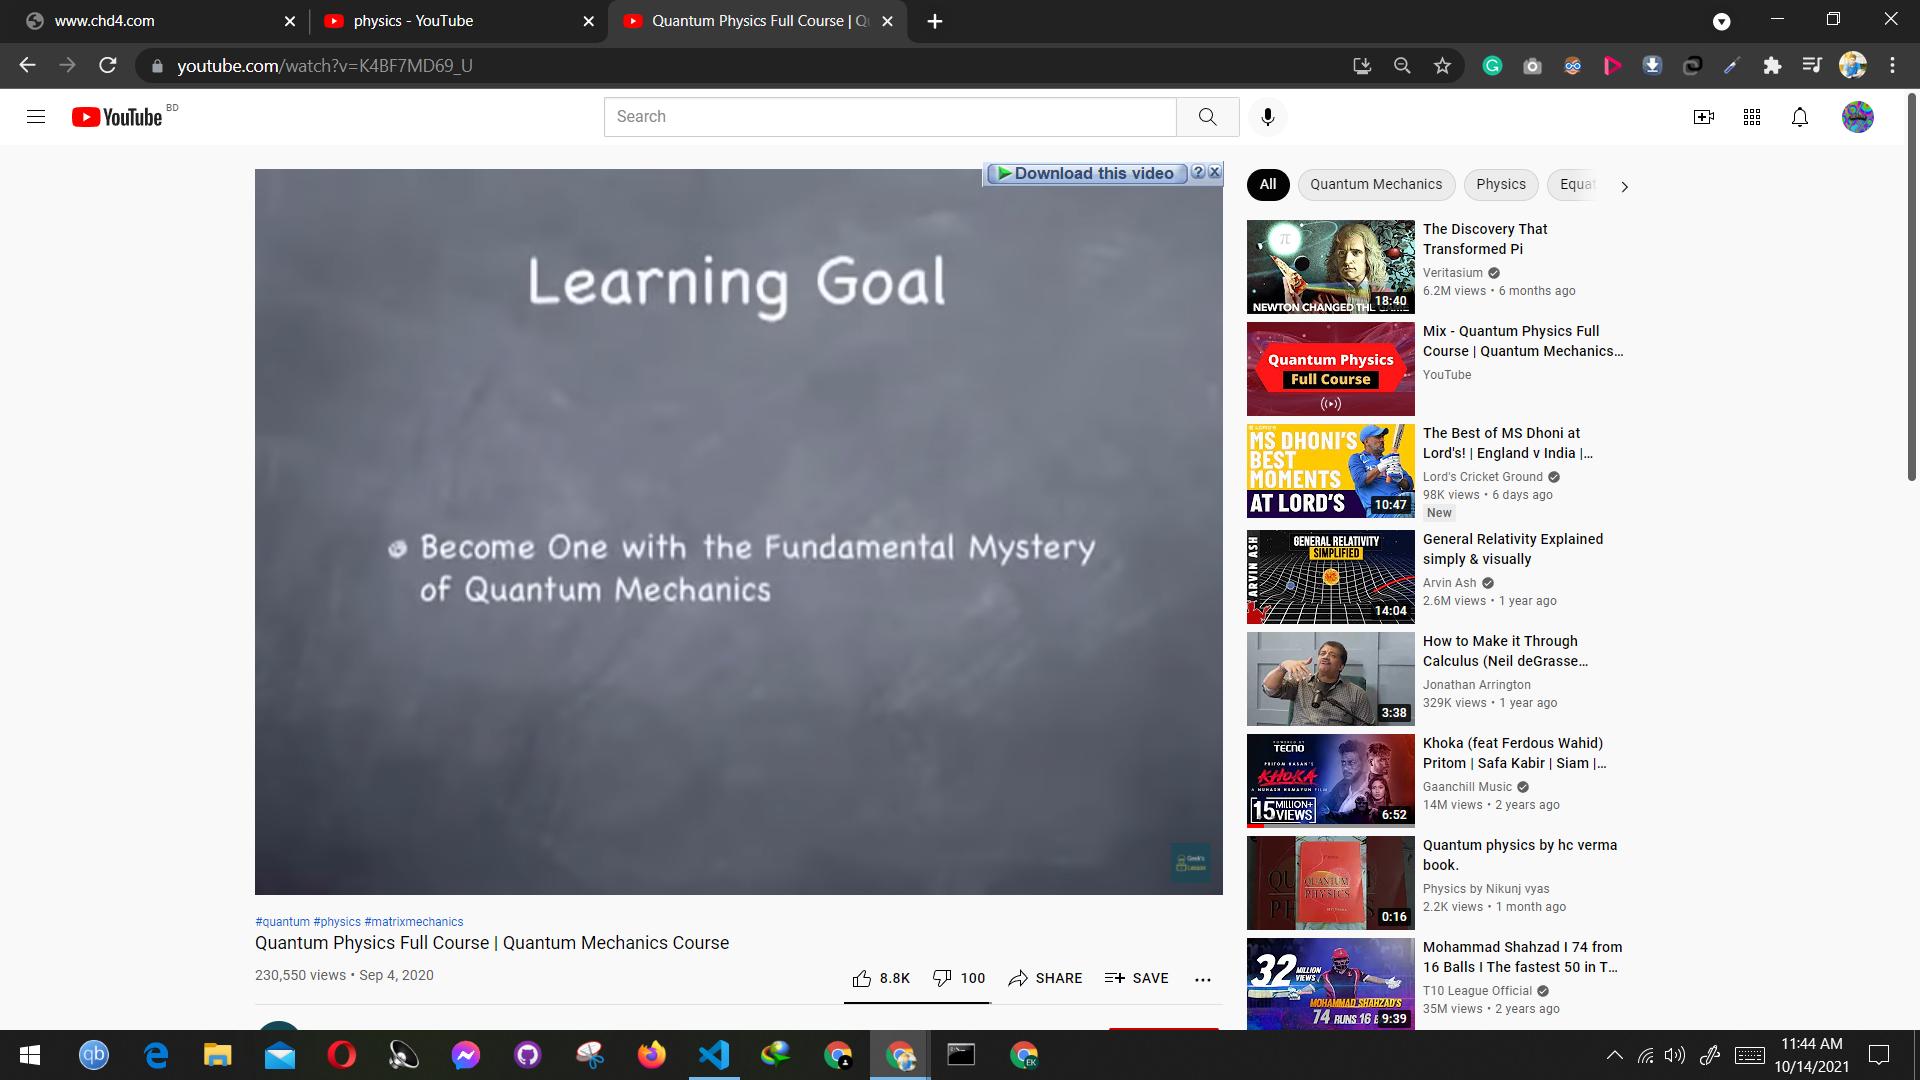 www.chd4.com
physics - YouTube
Quantum Physics Full Course | Qu
youtube.com/watch?v=K4BF7MD69_U
YouTube BD
Search
Download this video
All
Quantum Mechanics
Physics
Equat
Learning Goal
Become One with the Fundamental Mystery
of Quantum Mechanics
Geek's
Lesson
#quantum #physics #matrixmechanics
Quantum Physics Full Course | Quantum Mechanics Course
230,550 views • Sep 4, 2020
8.8K
100
SHARE
SAVE
NEWTON CHANGED THE GAME
18:40
The Discovery That
Transformed Pi
Veritasium
6.2M views • 6 months ago
Quantum Physics
Full Course
Mix - Quantum Physics Full
Course | Quantum Mechanics...
YouTube
MS DHONI'S
BEST
MOMENTS
AT LORD'S
10:47
The Best of MS Dhoni at
Lord's! | England v India |...
Lord's Cricket Ground
98K views • 6 days ago
New
ARVIN ASH
GENERAL RELATIVITY
SIMPLIFIED
14:04
General Relativity Explained
simply & visually
Arvin Ash
2.6M views • 1 year ago
3:38
How to Make it Through
Calculus (Neil deGrasse...
Jonathan Arrington
329K views • 1 year ago
TECNO
PRITOM HASAN'S
KHOKA
A NUHASH HUMAYUN FILM
15 MILLION+
VIEWS
6:52
Khoka (feat Ferdous Wahid)
Pritom | Safa Kabir | Siam |...
Gaanchill Music
14M views • 2 years ago
QUANTUM
PHYSICS
0:16
Quantum physics by hc verma
book.
Physics by Nikunj vyas
2.2K views • 1 month ago
32 MILLION
VIEWS
MOHAMMAD SHAHZAD'S
74 RUNS 16 B
9:39
Mohammad Shahzad I 74 from
16 Balls I The fastest 50 in T...
T10 League Official
35M views • 2 years ago
qb
EK
11:44 AM
10/14/2021